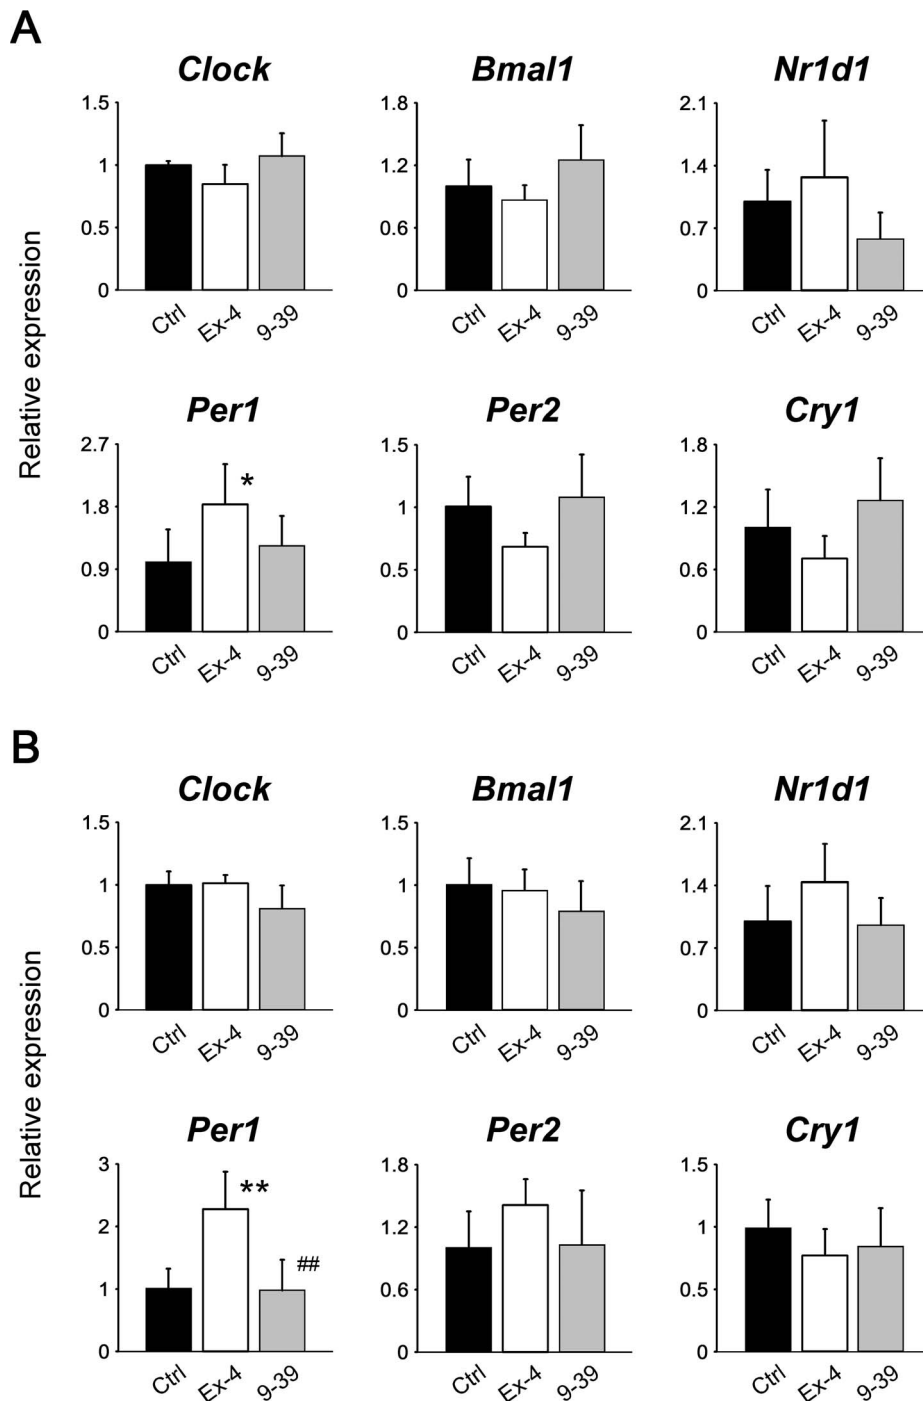 A
Clock Bmal1 Nr1d1
1.5 1.8 2.1
1 1.2 1.4
0.5 0.6 0.7
0 0 0
Ctrl Ex-4 9-39 Ctrl Ex-4 9-39 Ctrl Ex-4 9-39
Relative expression
Per1 Per2 Cry1
2.7 1.5 1.8
*
1.8 1 1.2
0.9 0.5 0.6
0 0 0
Ctrl Ex-4 9-39 Ctrl Ex-4 9-39 Ctrl Ex-4 9-39
B
Clock Bmal1 Nr1d1
1.5 1.5 2.1
1 1 1.4
0.5 0.5 0.7
0 0 0
Ctrl Ex-4 9-39 Ctrl Ex-4 9-39 Ctrl Ex-4 9-39
Relative expression
Per1 Per2 Cry1
3 1.8 1.5
**
2 1.2 1
##
1 0.6 0.5
0 0 0
Ctrl Ex-4 9-39 Ctrl Ex-4 9-39 Ctrl Ex-4 9-39